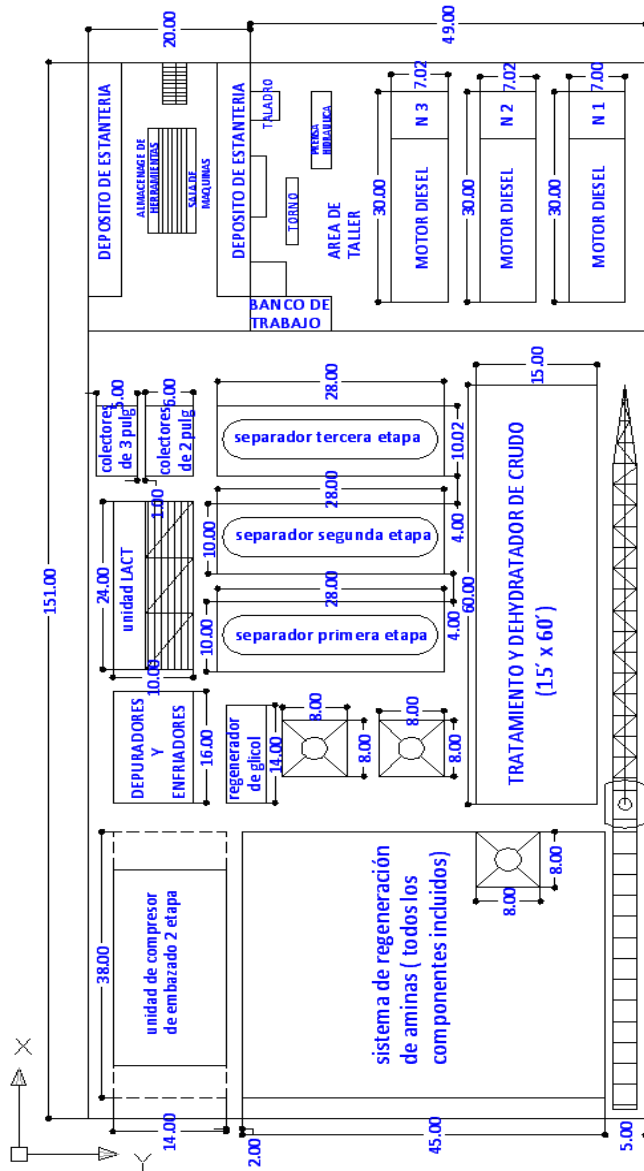 151.00
20.00
49.00
DEPOSITO DE ESTANTERIA
ALMACENAGE DE
HERRAMIENTAS
SALA DE
MAQUINAS
DEPOSITO DE ESTANTERIA
TALADRO
PRENSA
HIDRAULICA
TORNO
AREA DE
TALLER
BANCO DE
TRABAJO
30.00
7.02
MOTOR DIESEL
N 3
30.00
7.02
MOTOR DIESEL
N 2
30.00
7.00
MOTOR DIESEL
N 1
5.00
colectores
de 3 pulg
6.00
colectores
de 2 pulg
1.00
28.00
separador tercera etapa
10.02
28.00
10.00
separador segunda etapa
4.00
28.00
10.00
separador primera etapa
4.00
24.00
unidad LACT
10.00
DEPURADORES
Y
ENFRIADORES
16.00
regenerador
de glicol
14.00
8.00
8.00
8.00
8.00
15.00
60.00
TRATAMIENTO Y DEHYDRATADOR DE CRUDO
(15´ x 60´)
38.00
unidad de compresor
de embazado 2 etapa
14.00
2.00
sistema de regeneración
de aminas ( todos los
componentes incluidos)
8.00
8.00
45.00
5.00
X
Y